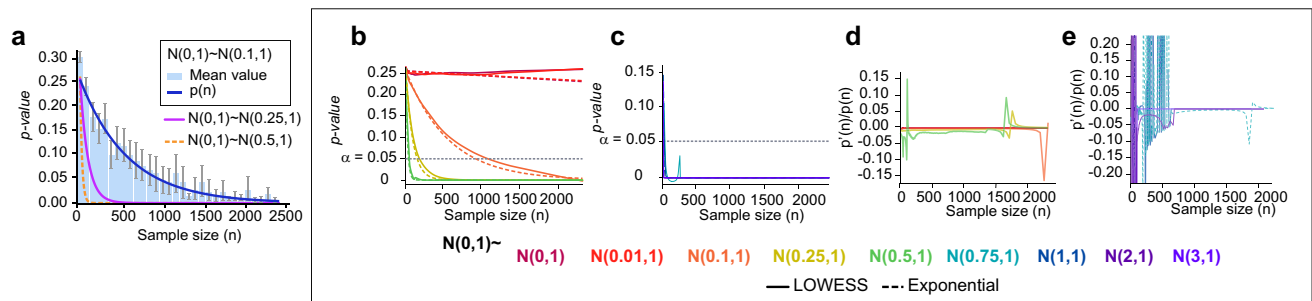 a
N(0,1)~N(0.1,1)
Mean value
p(n)
N(0,1)~N(0.25,1)
N(0,1)~N(0.5,1)
p-value
0.30
0.25
0.20
0.15
0.10
0.05
0.00
0 500 1000 1500 2000 2500
Sample size (n)
b
p-value
0.25
0.20
0.15
0.10
α = 0.05
0
0 500 1000 1500 2000
Sample size (n)
c
p-value
0.15
0.10
α = 0.05
0
0 500 1000 1500 2000
Sample size (n)
d
p'(n)/p(n)
0.15
0.10
0.05
-0.00
-0.05
-0.10
-0.15
0 500 1000 1500 2000
Sample size (n)
e
p'(n)/p(n)
0.20
0.15
0.10
0.05
-0.00
-0.05
-0.10
-0.15
-0.20
0 500 1000 1500 2000
Sample size (n)
N(0,1)~ N(0,1) N(0.01,1) N(0.1,1) N(0.25,1) N(0.5,1) N(0.75,1) N(1,1) N(2,1) N(3,1)
LOWESS Exponential